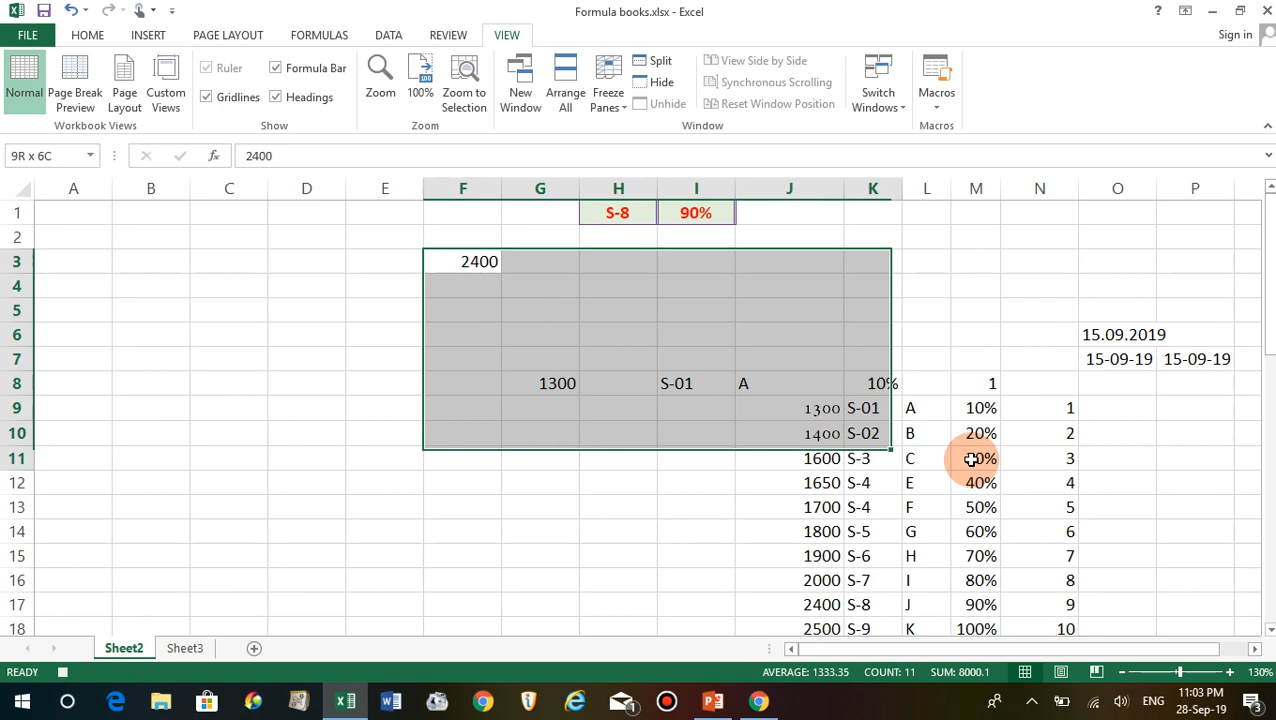 Formula books.xlsx - Excel
?
FILE HOME INSERT PAGE LAYOUT FORMULAS DATA REVIEW VIEW Sign in
Normal
Page Break Preview
Page Layout
Custom Views
Ruler
Formula Bar
Gridlines
Headings
Zoom
100%
Zoom to Selection
New Window
Arrange All
Freeze Panes
Split
Hide
Unhide
View Side by Side
Synchronous Scrolling
Reset Window Position
Switch Windows
Macros
Workbook Views Show Zoom Window Macros
9R x 6C fx 2400
A B C D E F G H I J K L M N O P
1 S-8 90%
2
3 2400
4
5
6 15.09.2019
7 15-09-19 15-09-19
8 1300 S-01 A 10% 1
9 1300 S-01 A 10% 1
10 1400 S-02 B 20% 2
11 1600 S-3 C 0% 3
12 1650 S-4 E 40% 4
13 1700 S-4 F 50% 5
14 1800 S-5 G 60% 6
15 1900 S-6 H 70% 7
16 2000 S-7 I 80% 8
17 2400 S-8 J 90% 9
18 2500 S-9 K 100% 10
Sheet2 Sheet3
READY AVERAGE: 1333.35 COUNT: 11 SUM: 8000.1 130%
ENG 11:03 PM
28-Sep-19